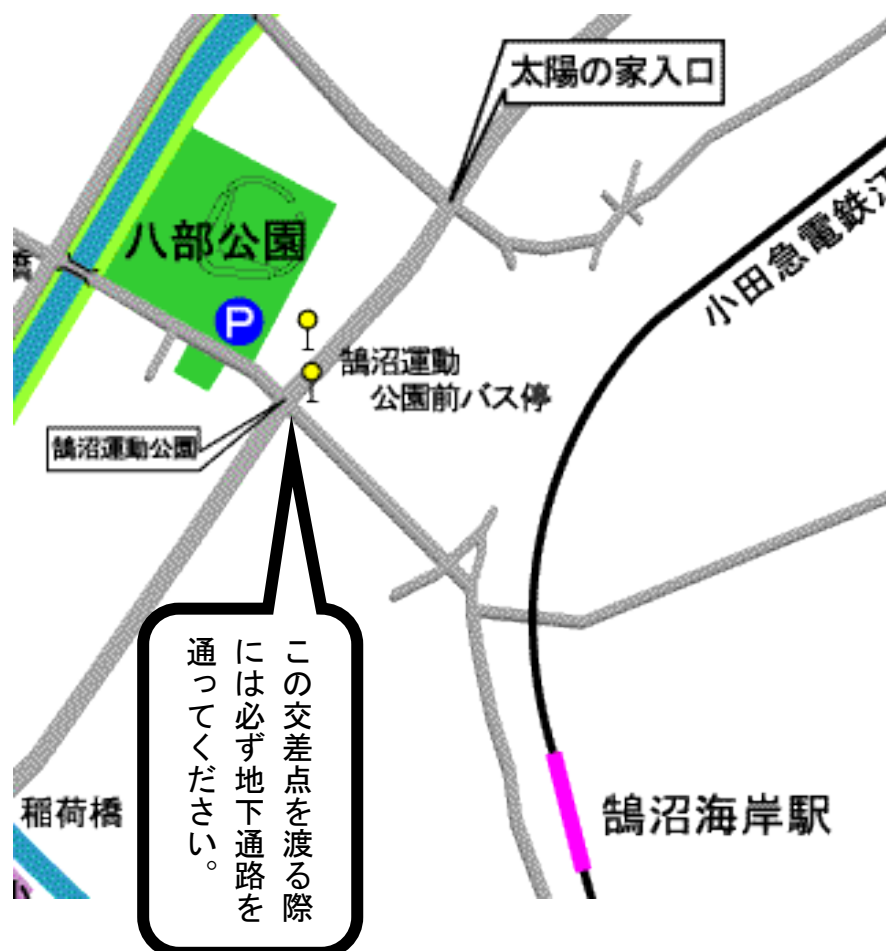 太陽の家入口
八部公園
P
小田急電鉄江
橋
鵠沼運動
公園前バス停
鵠沼運動公園
この交差点を渡る際
には必ず地下通路を
通ってください。
稲荷橋
鵠沼海岸駅